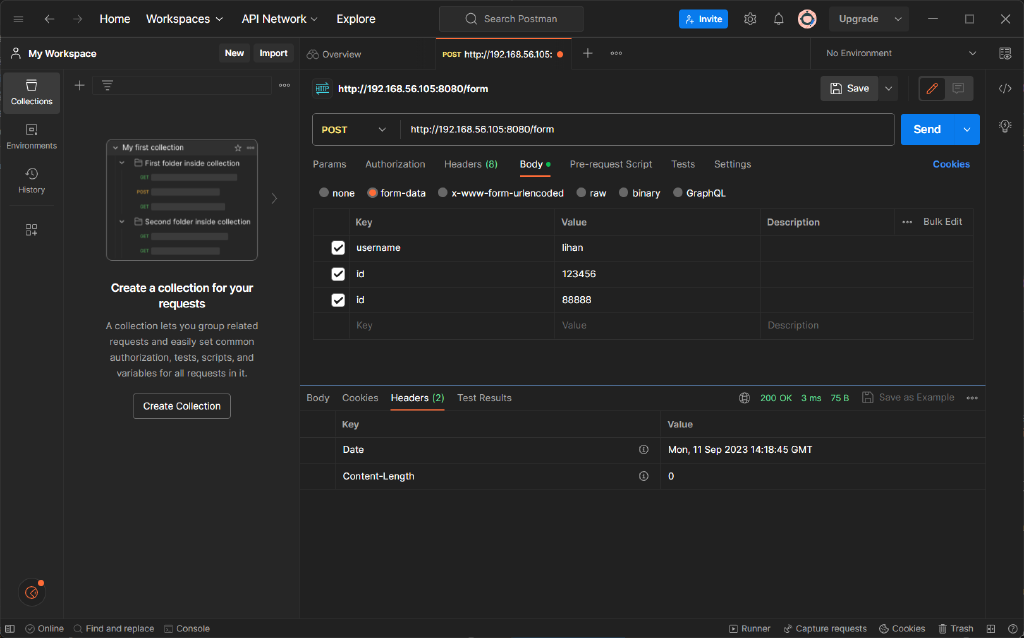 Home Workspaces API Network Explore Search Postman Invite Upgrade
My Workspace New Import Overview POST http://192.168.56.105: No Environment
Collections
Environments
History
My first collection
First folder inside collection
GET
POST
GET
Second folder inside collection
GET
GET
Create a collection for your
requests
A collection lets you group related
requests and easily set common
authorization, tests, scripts, and
variables for all requests in it.
Create Collection
HTTP http://192.168.56.105:8080/form Save
POST http://192.168.56.105:8080/form Send
Params Authorization Headers (8) Body Pre-request Script Tests Settings Cookies
none form-data x-www-form-urlencoded raw binary GraphQL
Key Value Description Bulk Edit
username lihan
id 123456
id 88888
Key Value Description
Body Cookies Headers (2) Test Results 200 OK 3 ms 75 B Save as Example
Key Value
Date Mon, 11 Sep 2023 14:18:45 GMT
Content-Length 0
Online Find and replace Console Runner Capture requests Cookies Trash